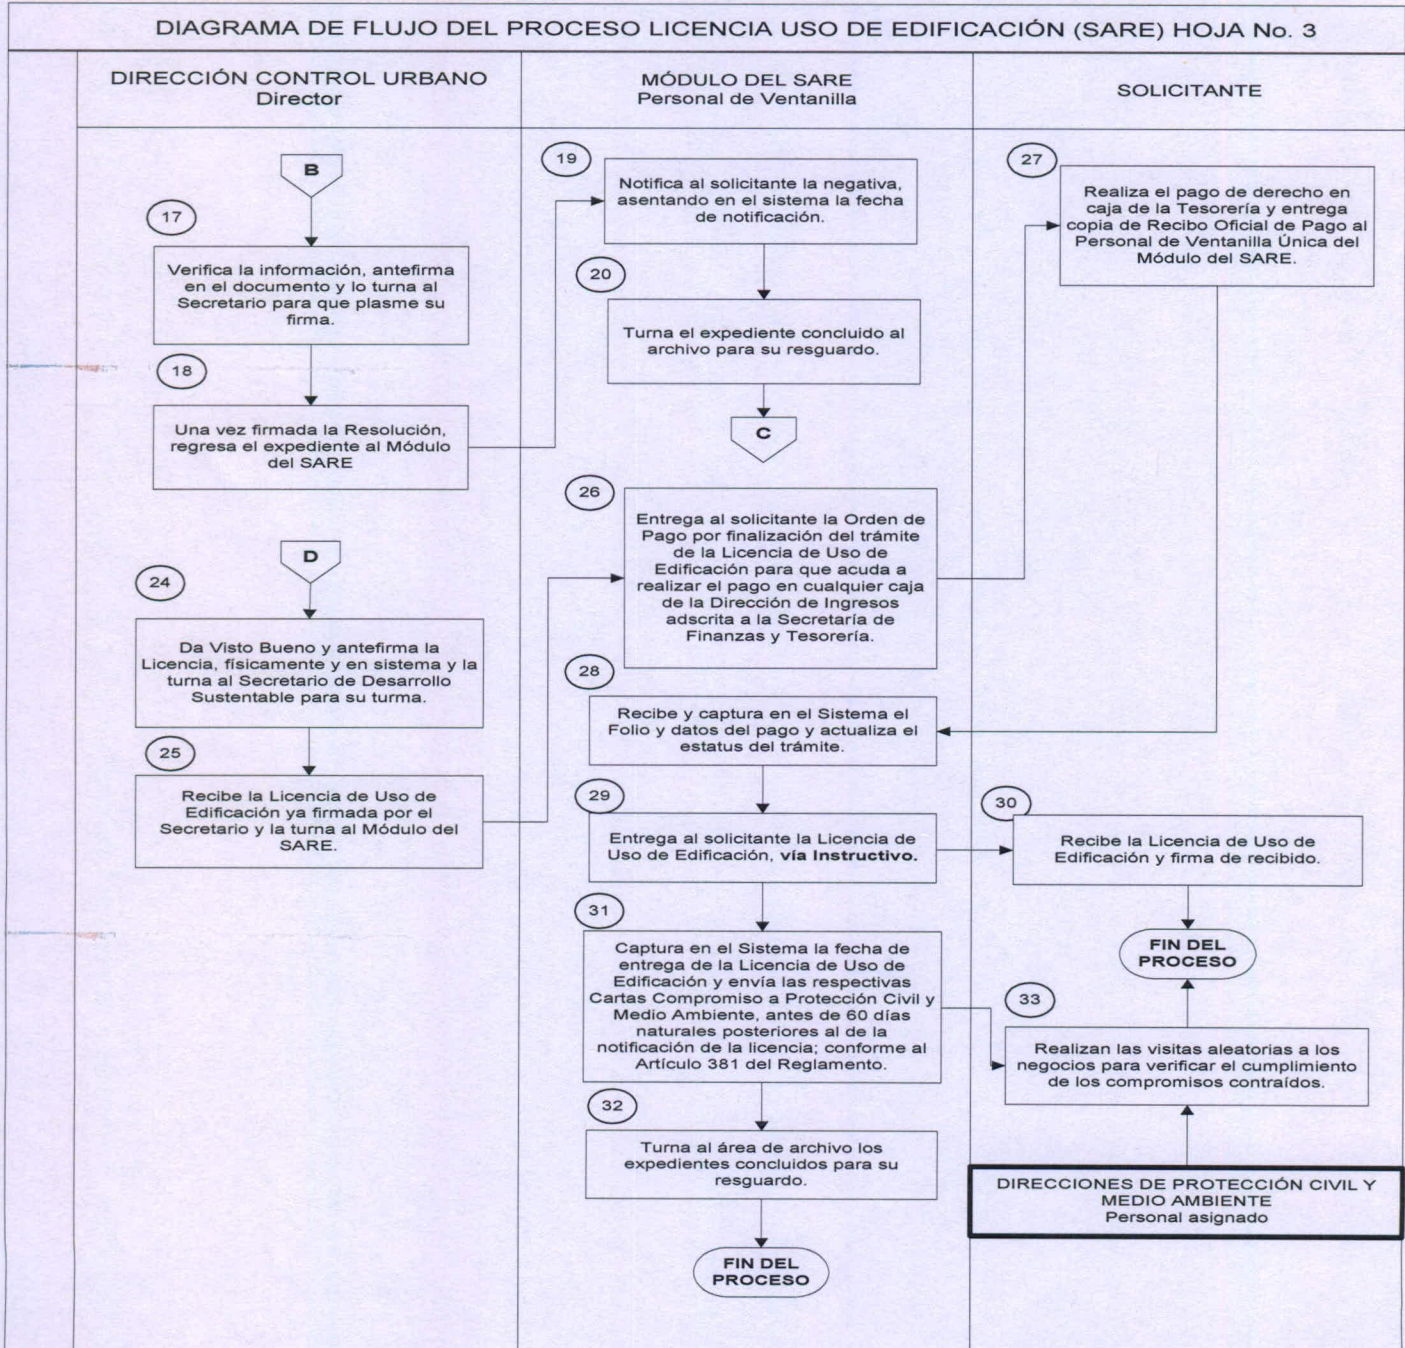 DIAGRAMA DE FLUJO DEL PROCESO LICENCIA USO DE EDIFICACIÓN (SARE) HOJA No. 3
DIRECCIÓN CONTROL URBANO
Director
MÓDULO DEL SARE
Personal de Ventanilla
SOLICITANTE
B
17
Verifica la información, antefirma
en el documento y lo turna al
Secretario para que plasme su
firma.
18
Una vez firmada la Resolución,
regresa el expediente al Módulo
del SARE
D
24
Da Visto Bueno y antefirma la
Licencia, físicamente y en sistema y la
turna al Secretario de Desarrollo
Sustentable para su turma.
25
Recibe la Licencia de Uso de
Edificación ya firmada por el
Secretario y la turna al Módulo del
SARE.
19
Notifica al solicitante la negativa,
asentando en el sistema la fecha
de notificación.
20
Turna el expediente concluido al
archivo para su resguardo.
C
26
Entrega al solicitante la Orden de
Pago por finalización del trámite
de la Licencia de Uso de
Edificación para que acuda a
realizar el pago en cualquier caja
de la Dirección de Ingresos
adscrita a la Secretaría de
Finanzas y Tesorería.
28
Recibe y captura en el Sistema el
Folio y datos del pago y actualiza el
estatus del trámite.
29
Entrega al solicitante la Licencia de
Uso de Edificación, vía Instructivo.
31
Captura en el Sistema la fecha de
entrega de la Licencia de Uso de
Edificación y envía las respectivas
Cartas Compromiso a Protección Civil y
Medio Ambiente, antes de 60 días
naturales posteriores al de la
notificación de la licencia; conforme al
Artículo 381 del Reglamento.
32
Turna al área de archivo los
expedientes concluidos para su
resguardo.
FIN DEL
PROCESO
27
Realiza el pago de derecho en
caja de la Tesorería y entrega
copia de Recibo Oficial de Pago al
Personal de Ventanilla Única del
Módulo del SARE.
30
Recibe la Licencia de Uso de
Edificación y firma de recibido.
FIN DEL
PROCESO
33
Realizan las visitas aleatorias a los
negocios para verificar el cumplimiento
de los compromisos contraídos.
DIRECCIONES DE PROTECCIÓN CIVIL Y
MEDIO AMBIENTE
Personal asignado